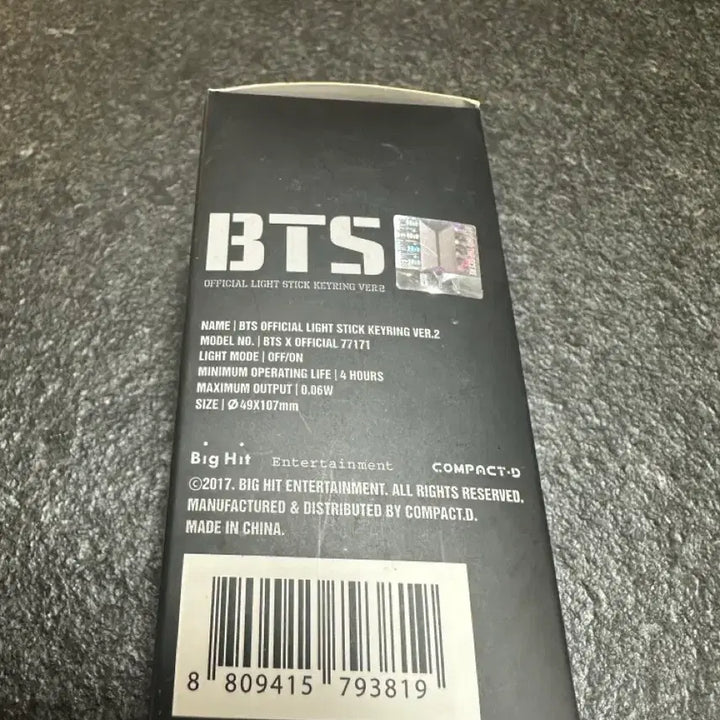 BTS
OFFICIAL LIGHT STICK KEYRING VER.2
NAME | BTS OFFICIAL LIGHT STICK KEYRING VER.2
MODEL NO. | BTS X OFFICIAL 77171
LIGHT MODE | OFF/ON
MINIMUM OPERATING LIFE | 4 HOURS
MAXIMUM OUTPUT | 0.06W
SIZE | Ø49X107mm
Big Hit Entertainment COMPACT·D
©2017. BIG HIT ENTERTAINMENT. ALL RIGHTS RESERVED.
MANUFACTURED & DISTRIBUTED BY COMPACT.D.
MADE IN CHINA.
8 809415 793819